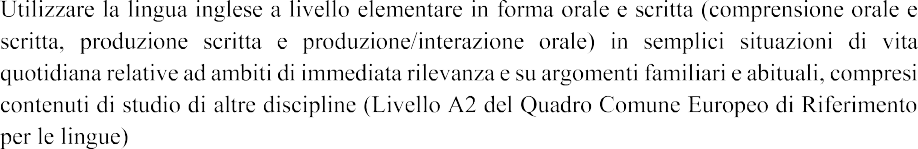 Utilizzare la lingua inglese a livello elementare in forma orale e scritta (comprensione orale e
scritta, produzione scritta e produzione/interazione orale) in semplici situazioni di vita
quotidiana relative ad ambiti di immediata rilevanza e su argomenti familiari e abituali, compresi
contenuti di studio di altre discipline (Livello A2 del Quadro Comune Europeo di Riferimento
per le lingue)